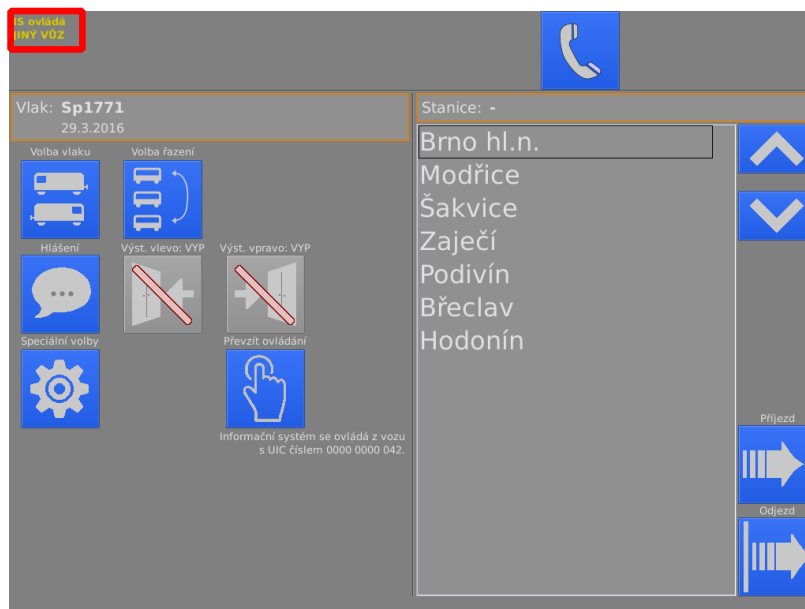 IS ovládá
JINÝ VŮZ
Vlak: Sp1771
29.3.2016
Stanice: -
Volba vlaku
Volba řazení
Hlášení
Výst. vlevo: VYP
Výst. vpravo: VYP
Speciální volby
Převzít ovládání
Informační systém se ovládá z vozu
s UIC číslem 0000 0000 042.
Brno hl.n.
Modřice
Šakvice
Zaječí
Podivín
Břeclav
Hodonín
Příjezd
Odjezd